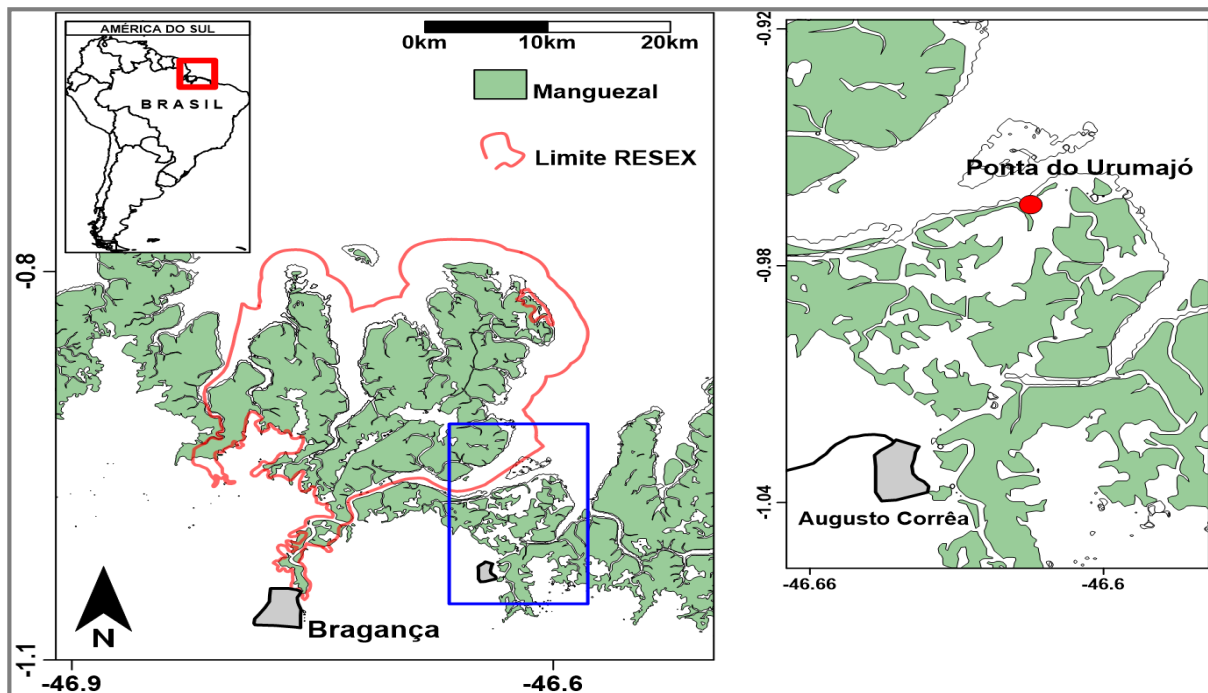 AMÉRICA DO SUL
BRASIL
0km 10km 20km
Manguezal
Limite RESEX
-0.8
-1.1
-46.9 -46.6
N
Bragança
-0.92
-0.98
-1.04
Ponta do Urumajó
Augusto Corrêa
-46.66 -46.6